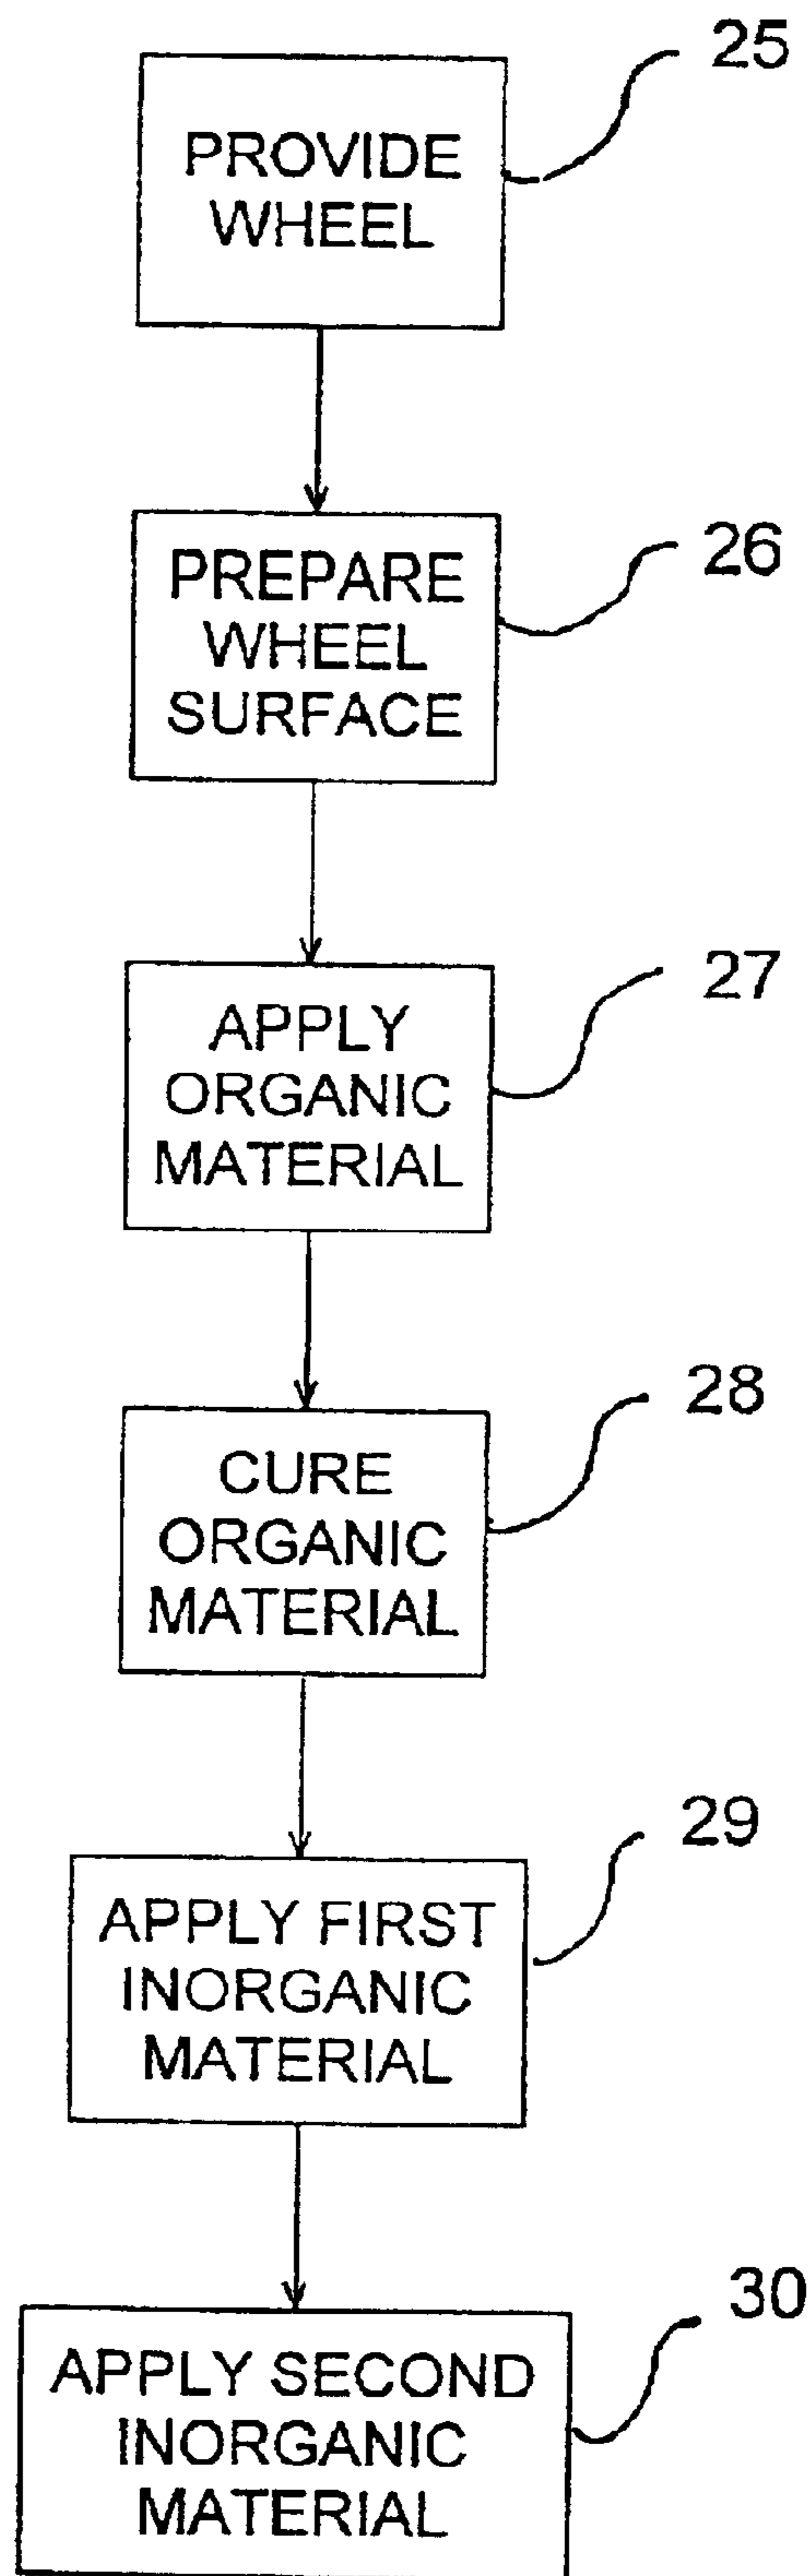 25
PROVIDE
WHEEL
26
PREPARE
WHEEL
SURFACE
27
APPLY
ORGANIC
MATERIAL
28
CURE
ORGANIC
MATERIAL
29
APPLY FIRST
INORGANIC
MATERIAL
30
APPLY SECOND
INORGANIC
MATERIAL